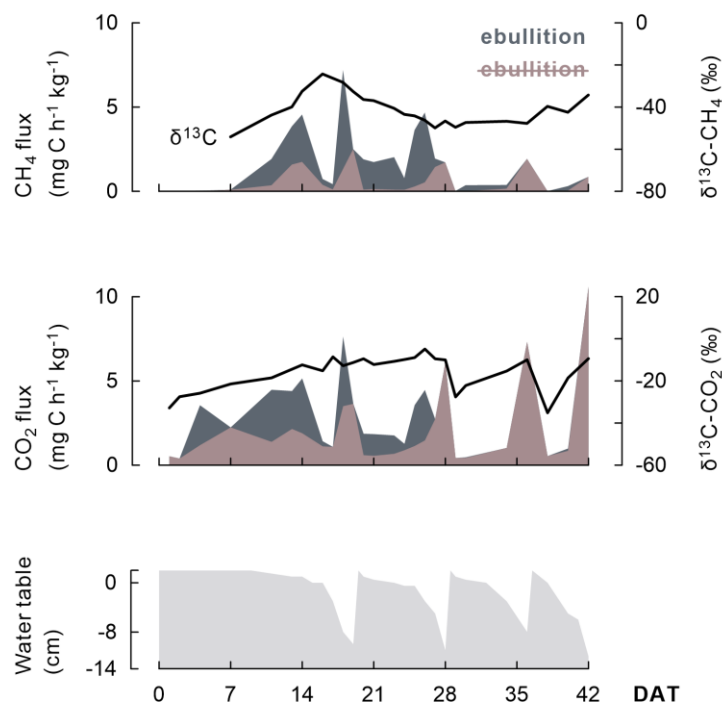 10
5
0
CH₄ flux
(mg C h⁻¹ kg⁻¹)
ebullition
ebullition
δ¹³C
0
-40
-80
δ¹³C-CH₄ (‰)
10
5
0
CO₂ flux
(mg C h⁻¹ kg⁻¹)
20
-20
-60
δ¹³C-CO₂ (‰)
0
-8
-14
Water table
(cm)
0 7 14 21 28 35 42 DAT